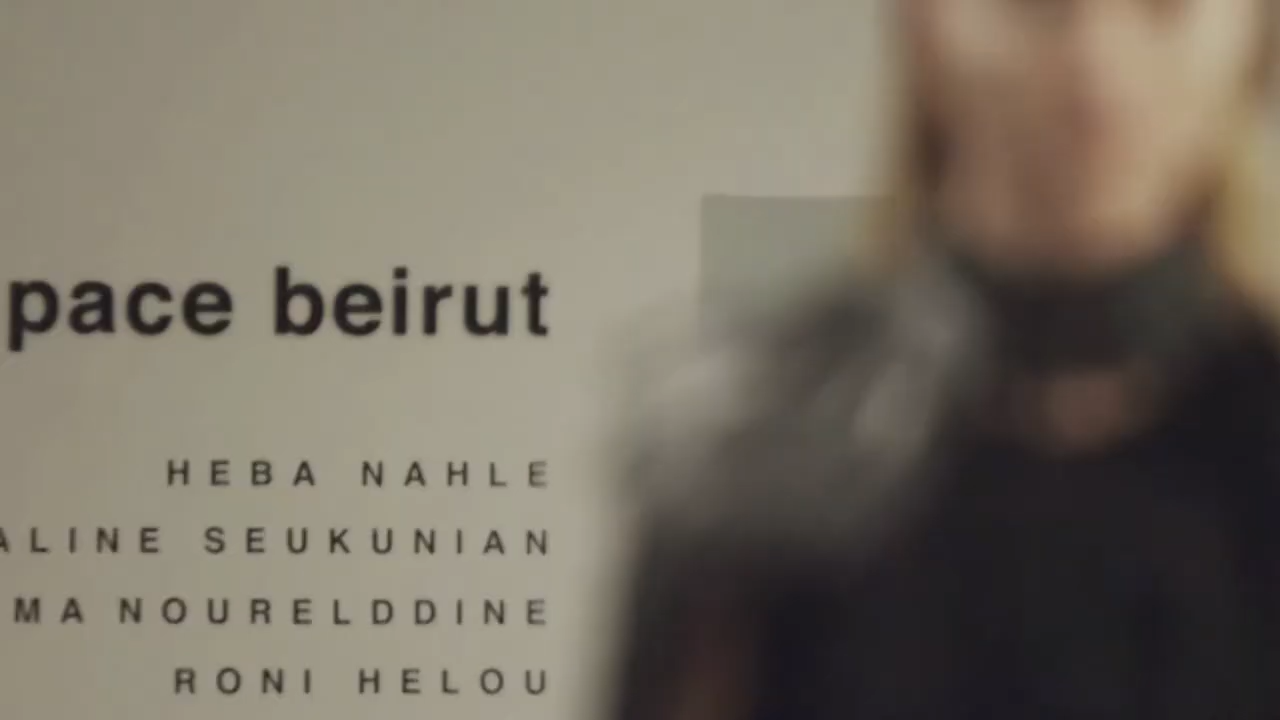 pace beirut
HEBA NAHLE
ALINE SEUKUNIAN
MA NOURELDDINE
RONI HELOU